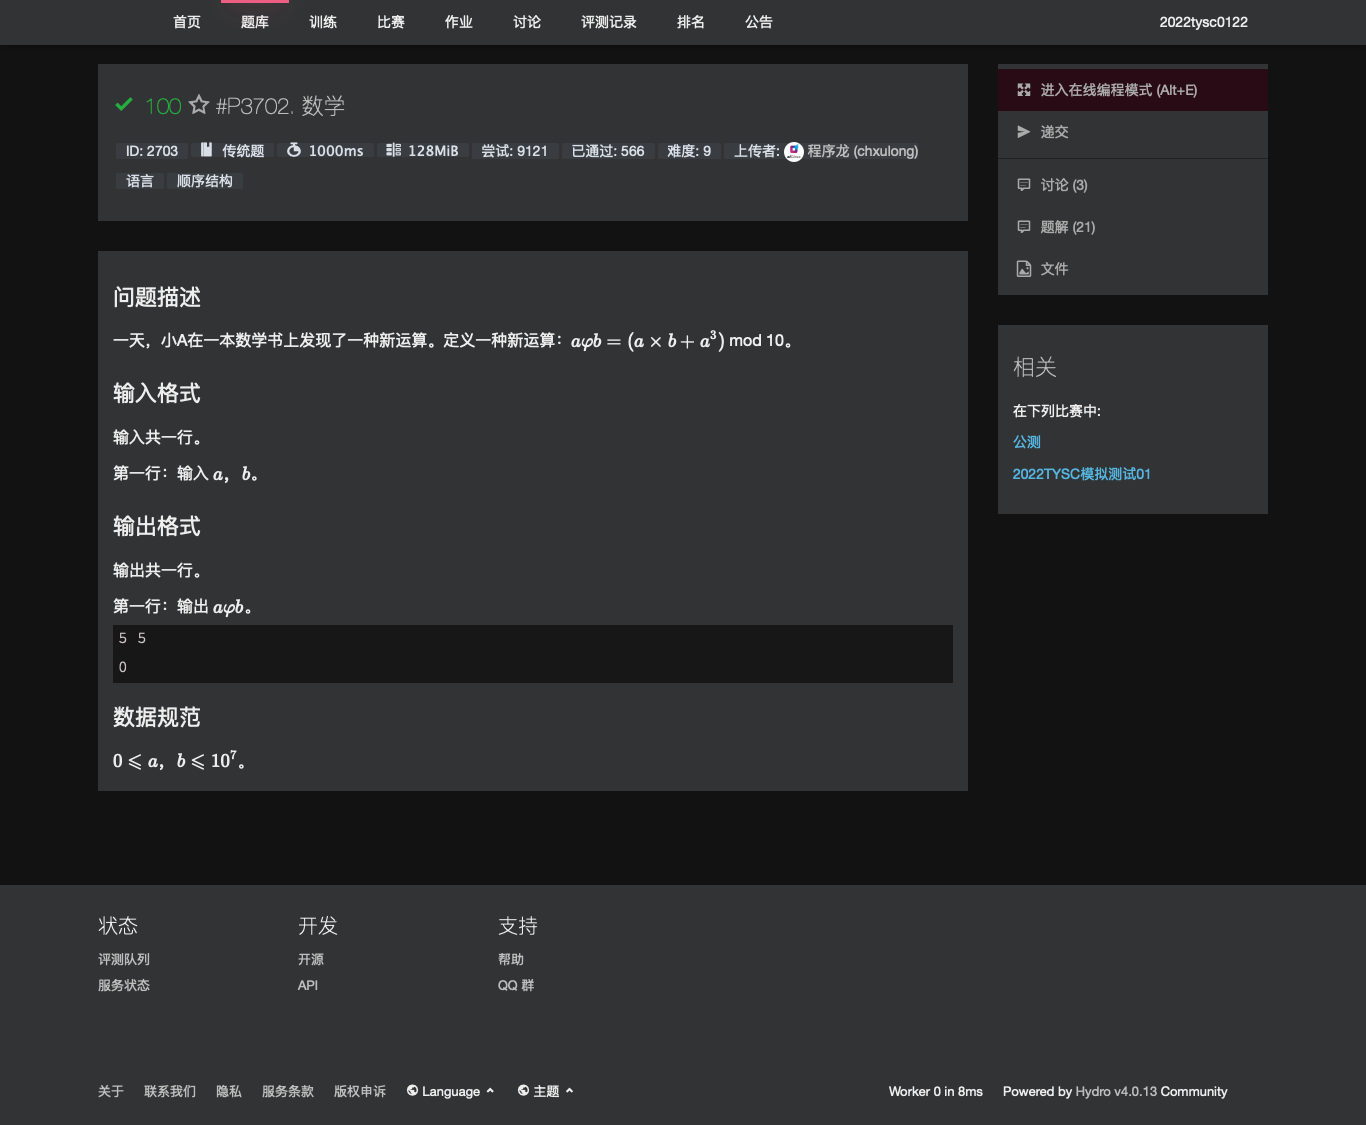 首页 题库 训练 比赛 作业 讨论 评测记录 排名 公告 2022tysc0122
100 #P3702. 数学
ID: 2703 传统题 1000ms 128MiB 尝试: 9121 已通过: 566 难度: 9 上传者: 程序龙 (chxulong)
语言 顺序结构
问题描述
一天，小A在一本数学书上发现了一种新运算。定义一种新运算：aφb = (a × b + a³) mod 10。
输入格式
输入共一行。
第一行：输入 a，b。
输出格式
输出共一行。
第一行：输出 aφb。
5 5
0
数据规范
0 ⩽ a，b ⩽ 10⁷。
进入在线编程模式 (Alt+E)
递交
讨论 (3)
题解 (21)
文件
相关
在下列比赛中:
公测
2022TYSC模拟测试01
状态 开发 支持
评测队列 开源 帮助
服务状态 API QQ 群
关于 联系我们 隐私 服务条款 版权申诉 Language 主题 Worker 0 in 8ms Powered by Hydro v4.0.13 Community